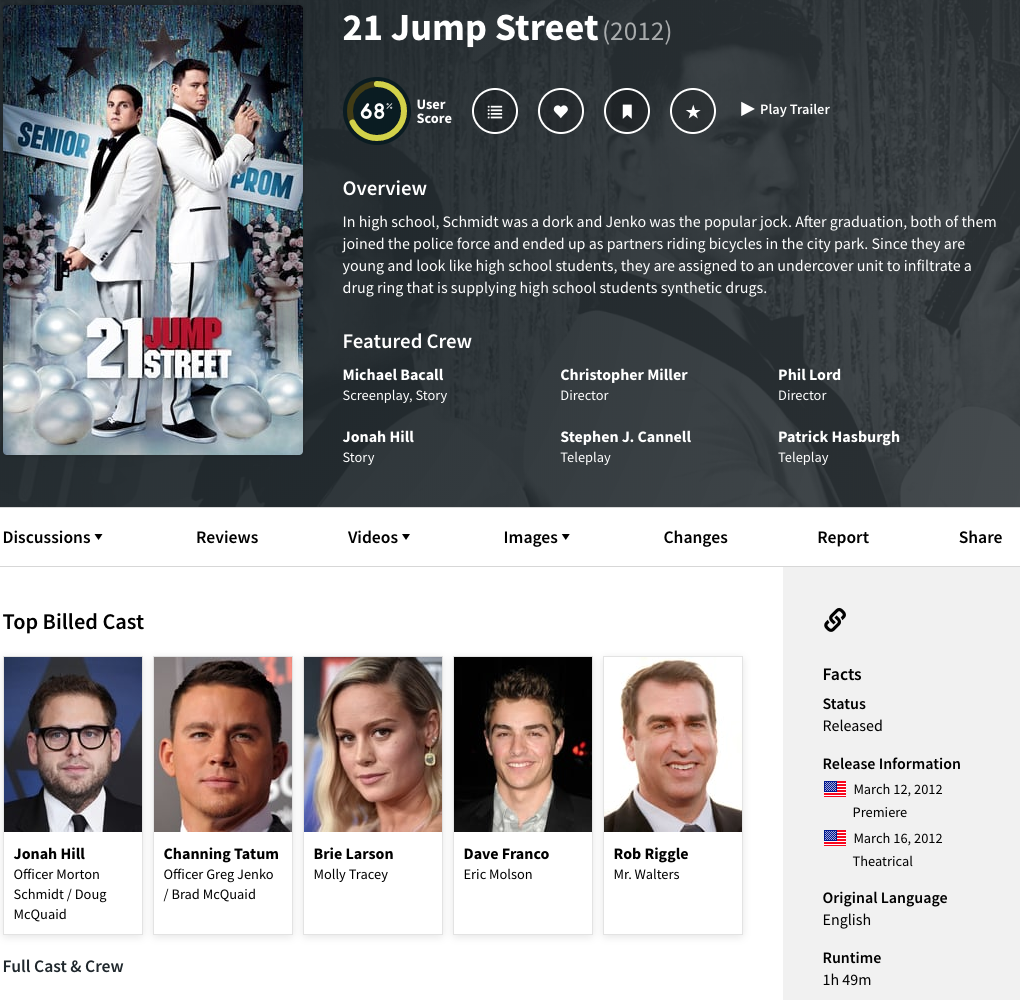 21 Jump Street (2012)
68%
User
Score
Play Trailer
SENIOR
PROM
21 JUMP
STREET
Overview
In high school, Schmidt was a dork and Jenko was the popular jock. After graduation, both of them
joined the police force and ended up as partners riding bicycles in the city park. Since they are
young and look like high school students, they are assigned to an undercover unit to infiltrate a
drug ring that is supplying high school students synthetic drugs.
Featured Crew
Michael Bacall
Screenplay, Story
Christopher Miller
Director
Phil Lord
Director
Jonah Hill
Story
Stephen J. Cannell
Teleplay
Patrick Hasburgh
Teleplay
Discussions Reviews Videos Images Changes Report Share
Top Billed Cast
Jonah Hill
Officer Morton
Schmidt / Doug
McQuaid
Channing Tatum
Officer Greg Jenko
/ Brad McQuaid
Brie Larson
Molly Tracey
Dave Franco
Eric Molson
Rob Riggle
Mr. Walters
Full Cast & Crew
Facts
Status
Released
Release Information
March 12, 2012
Premiere
March 16, 2012
Theatrical
Original Language
English
Runtime
1h 49m